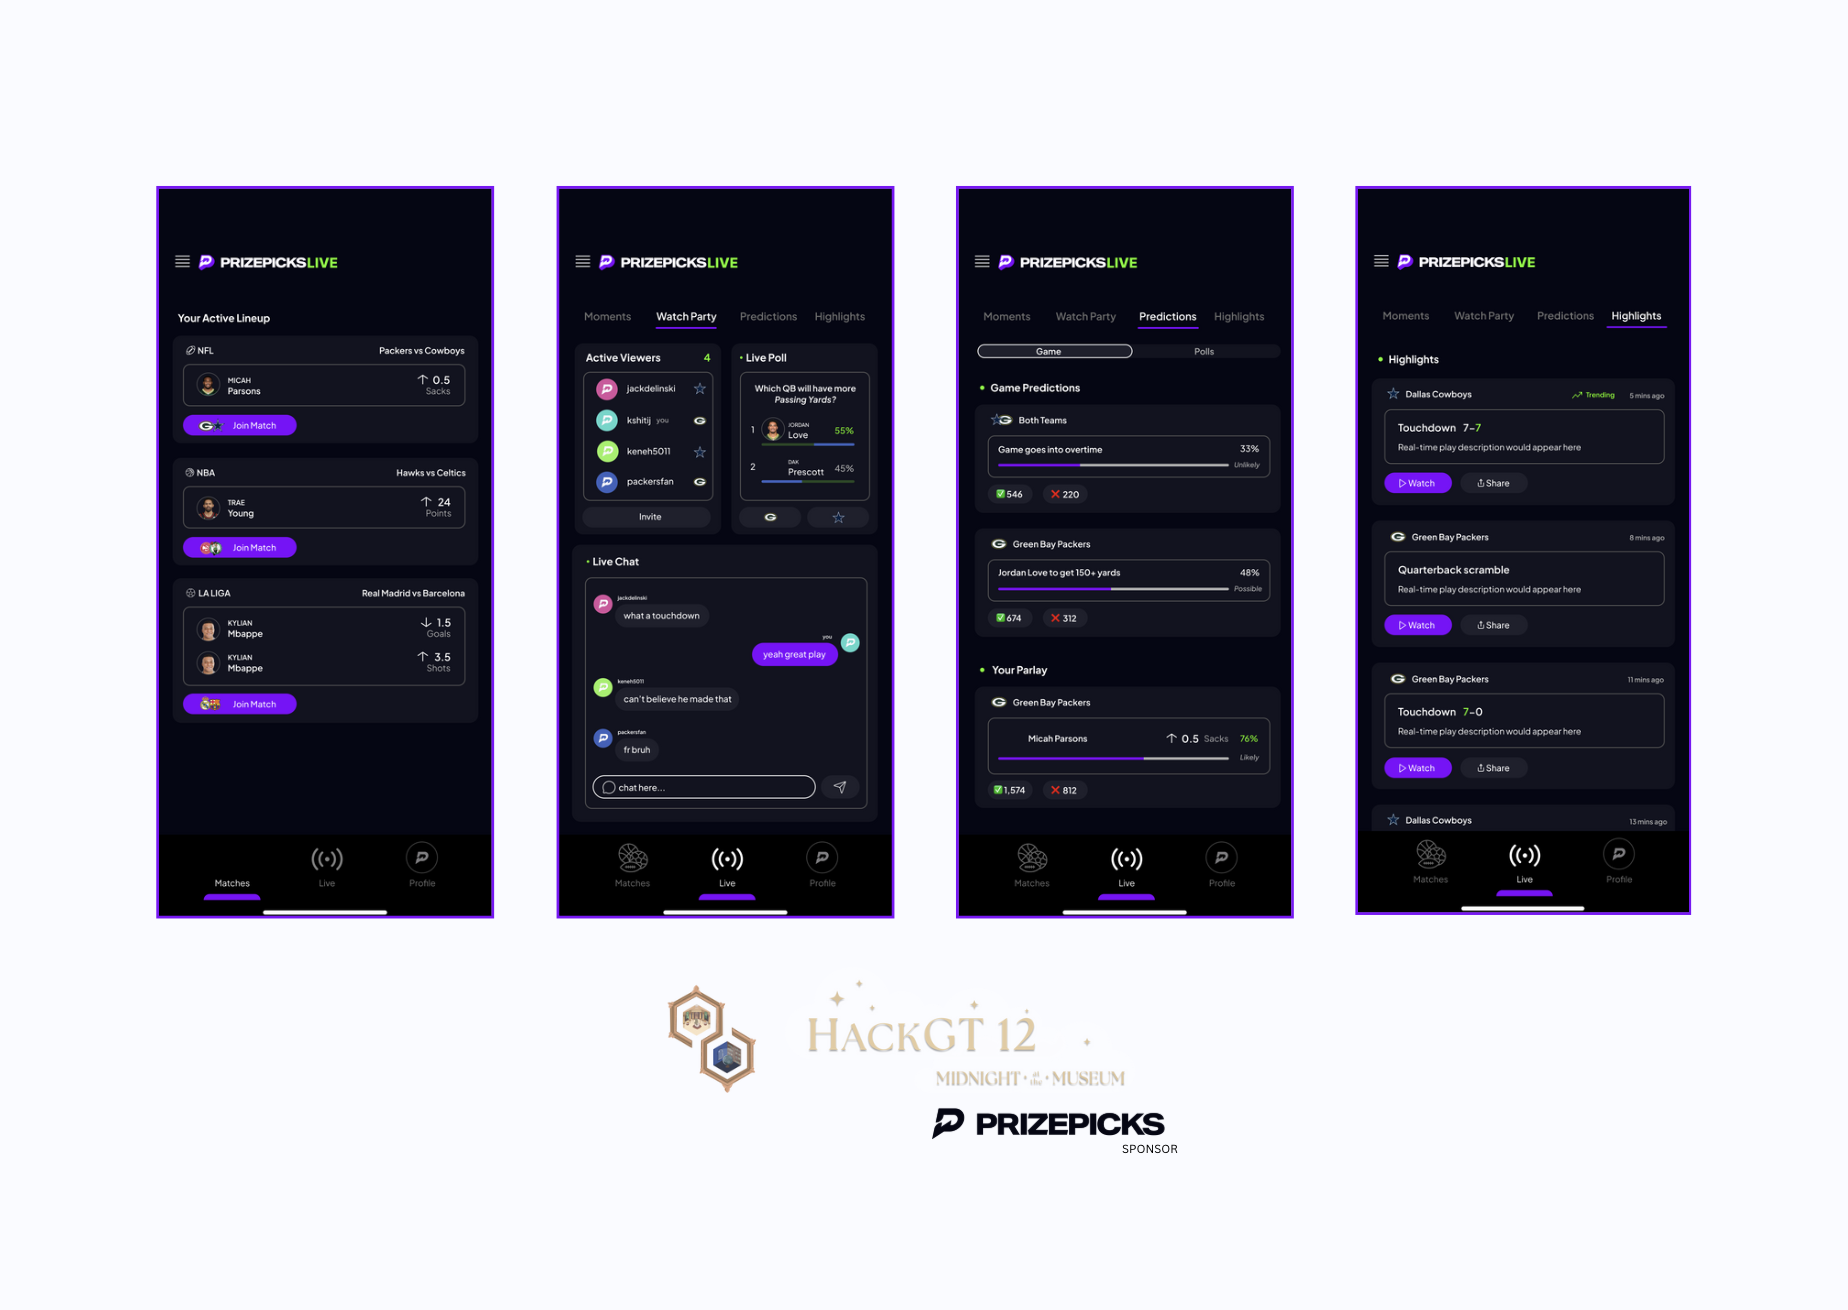 PRIZEPICKSLIVE
Your Active Lineup
NFL Packers vs Cowboys
MICAH
Parsons
↑ 0.5
Sacks
Join Match
NBA Hawks vs Celtics
TRAE
Young
↑ 24
Points
Join Match
LA LIGA Real Madrid vs Barcelona
KYLIAN
Mbappe
↓ 1.5
Goals
KYLIAN
Mbappe
↑ 3.5
Shots
Join Match
Matches Live Profile
PRIZEPICKSLIVE
Moments Watch Party Predictions Highlights
Active Viewers 4
jackdelinski
kshitij you
keneh5011
packersfan
Invite
Live Poll
Which QB will have more
Passing Yards?
1 JORDAN
Love 55%
2 DAK
Prescott 45%
Live Chat
jackdelinski
what a touchdown
you
yeah great play
keneh5011
can't believe he made that
packersfan
fr bruh
chat here...
Matches Live Profile
PRIZEPICKSLIVE
Moments Watch Party Predictions Highlights
Game Polls
Game Predictions
Both Teams
Game goes into overtime 33%
Unlikely
✅ 546 ❌ 220
Green Bay Packers
Jordan Love to get 150+ yards 48%
Possible
✅ 674 ❌ 312
Your Parlay
Green Bay Packers
Micah Parsons ↑ 0.5 Sacks 76%
Likely
✅ 1,574 ❌ 812
Matches Live Profile
PRIZEPICKSLIVE
Moments Watch Party Predictions Highlights
Highlights
Dallas Cowboys Trending 5 mins ago
Touchdown 7-7
Real-time play description would appear here
Watch Share
Green Bay Packers 8 mins ago
Quarterback scramble
Real-time play description would appear here
Watch Share
Green Bay Packers 11 mins ago
Touchdown 7-0
Real-time play description would appear here
Watch Share
Dallas Cowboys 13 mins ago
Matches Live Profile
HACKGT 12
MIDNIGHT at the MUSEUM
PRIZEPICKS
SPONSOR